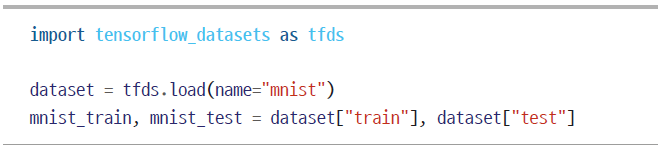 import tensorflow_datasets as tfds
dataset = tfds.load(name="mnist")
mnist_train, mnist_test = dataset["train"], dataset["test"]